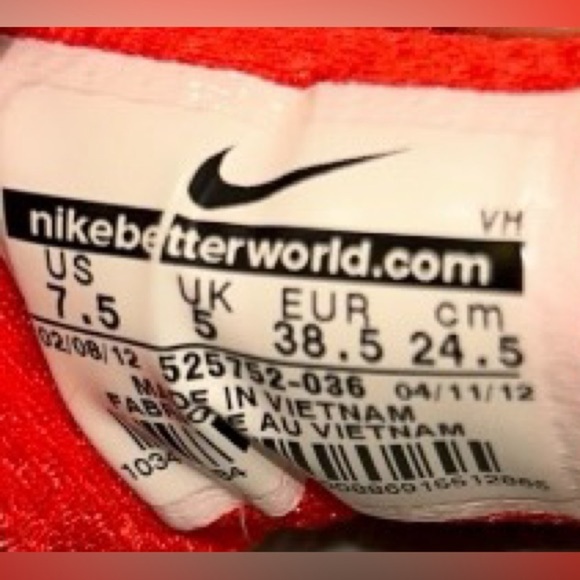 VM
nikebetterworld.com
US UK EUR cm
7.5 5 38.5 24.5
02/08/12 525752-036 04/11/12
MADE IN VIETNAM
FABRIQUE AU VIETNAM